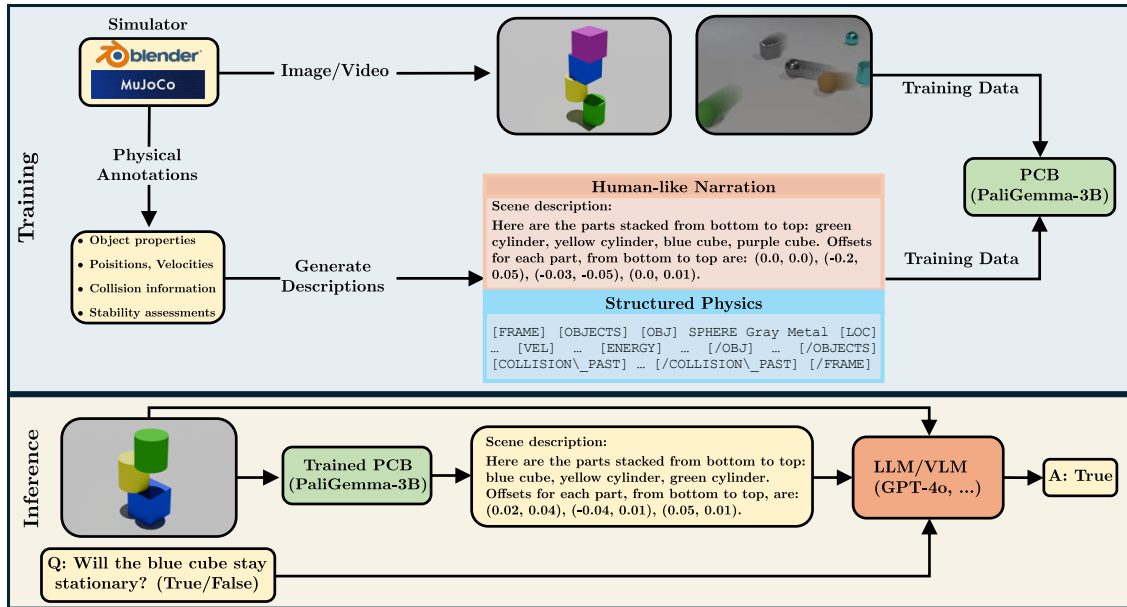 Training
Simulator
blender
MuJoCo
Image/Video
Training Data
Physical
Annotations
PCB
(PaliGemma-3B)
• Object properties
• Poisitions, Velocities
• Collision information
• Stability assessments
Generate
Descriptions
Human-like Narration
Scene description:
Here are the parts stacked from bottom to top: green
cylinder, yellow cylinder, blue cube, purple cube. Offsets
for each part, from bottom to top are: (0.0, 0.0), (-0.2,
0.05), (-0.03, -0.05), (0.0, 0.01).
Training Data
Structured Physics
[FRAME] [OBJECTS] [OBJ] SPHERE Gray Metal [LOC]
… [VEL] … [ENERGY] … [/OBJ] … [/OBJECTS]
[COLLISION\_PAST] … [/COLLISION\_PAST] [/FRAME]
Inference
Trained PCB
(PaliGemma-3B)
Scene description:
Here are the parts stacked from bottom to top:
blue cube, yellow cylinder, green cylinder.
Offsets for each part, from bottom to top, are:
(0.02, 0.04), (-0.04, 0.01), (0.05, 0.01).
LLM/VLM
(GPT-4o, ...)
A: True
Q: Will the blue cube stay
stationary? (True/False)